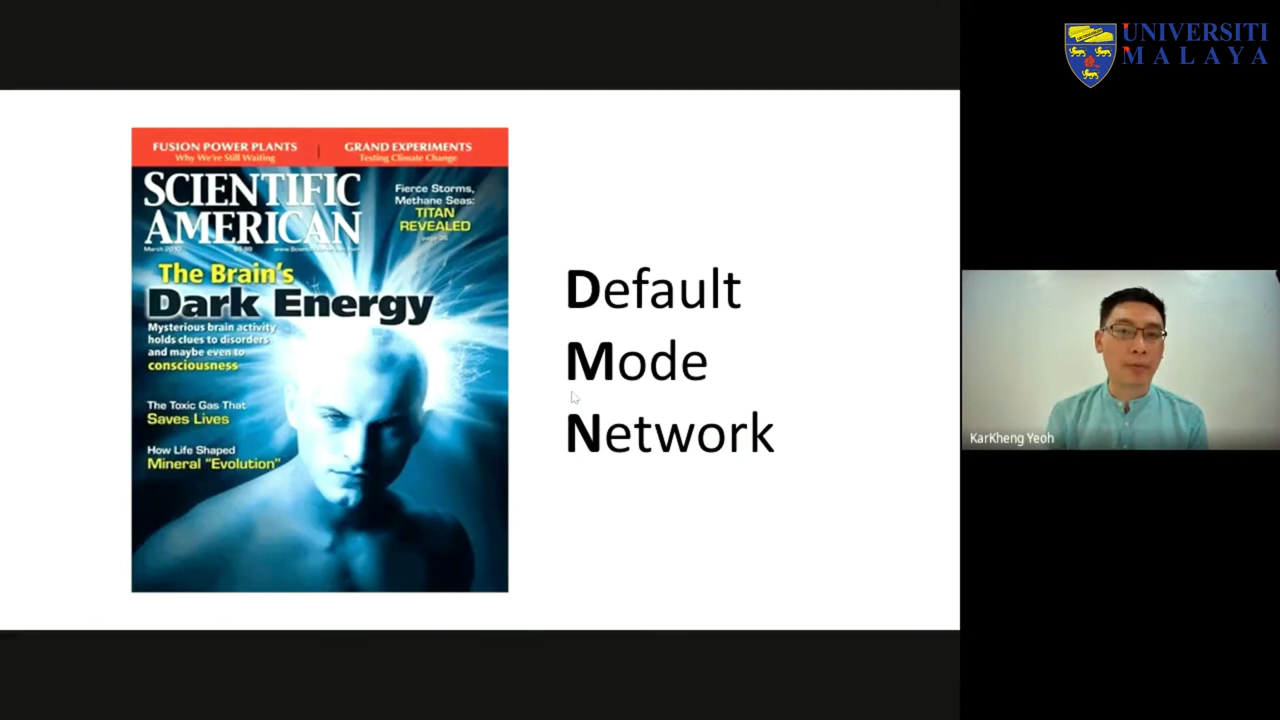 UNIVERSITI
MALAYA
FUSION POWER PLANTS
Why We're Still Waiting
GRAND EXPERIMENTS
Testing Climate Change
SCIENTIFIC
AMERICAN
March 2010
Fierce Storms,
Methane Seas:
TITAN
REVEALED
The Brain's
Dark Energy
Mysterious brain activity
holds clues to disorders
and maybe even to
consciousness
The Toxic Gas That
Saves Lives
How Life Shaped
Mineral "Evolution"
Default
Mode
Network
KarKheng Yeoh